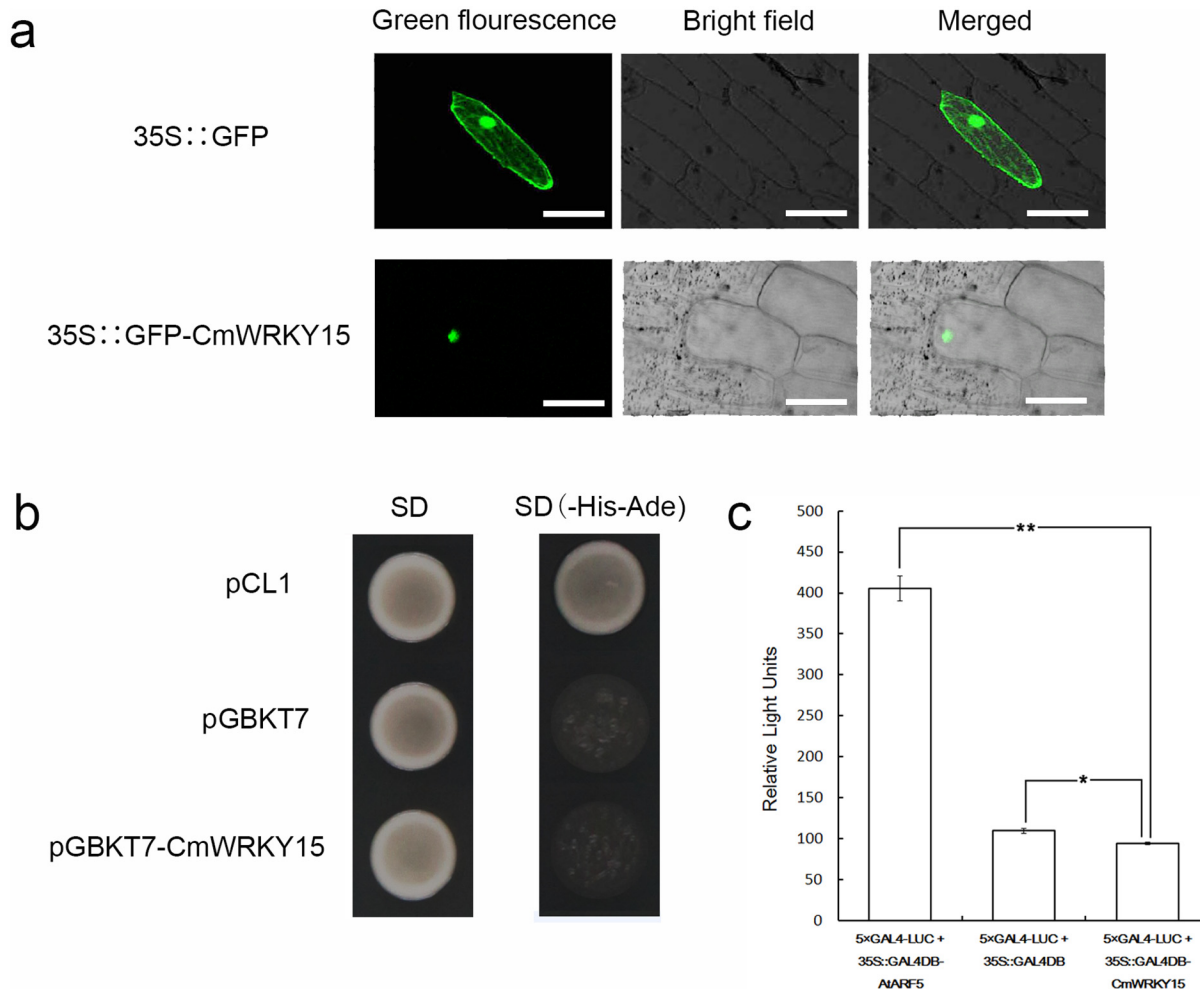 a
Green flourescence
Bright field
Merged
35S::GFP
35S::GFP-CmWRKY15
b
SD
SD(-His-Ade)
pCL1
pGBKT7
pGBKT7-CmWRKY15
c
Relative Light Units
500
450
400
350
300
250
200
150
100
50
0
**
*
5×GAL4-LUC +
35S::GAL4DB-
AtARF5
5×GAL4-LUC +
35S::GAL4DB
5×GAL4-LUC +
35S::GAL4DB-
CmWRKY15